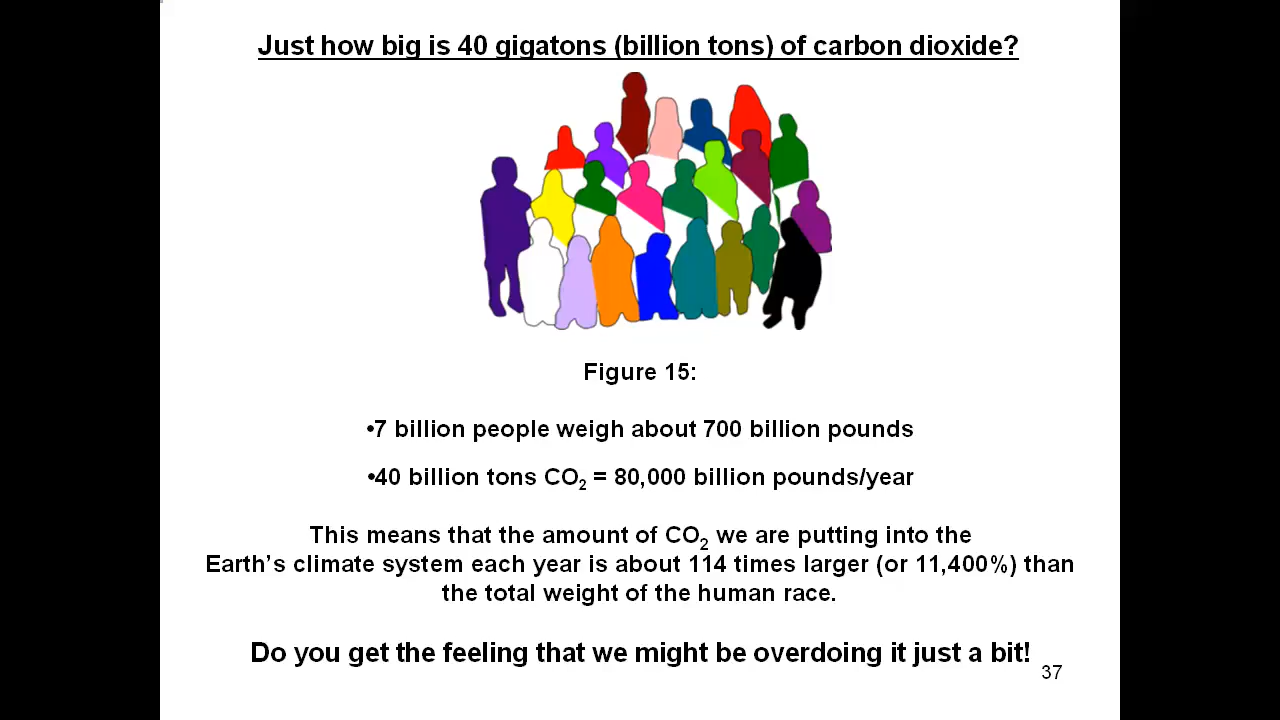 Just how big is 40 gigatons (billion tons) of carbon dioxide?
Figure 15:
•7 billion people weigh about 700 billion pounds
•40 billion tons CO₂ = 80,000 billion pounds/year
This means that the amount of CO₂ we are putting into the
Earth’s climate system each year is about 114 times larger (or 11,400%) than
the total weight of the human race.
Do you get the feeling that we might be overdoing it just a bit!
37